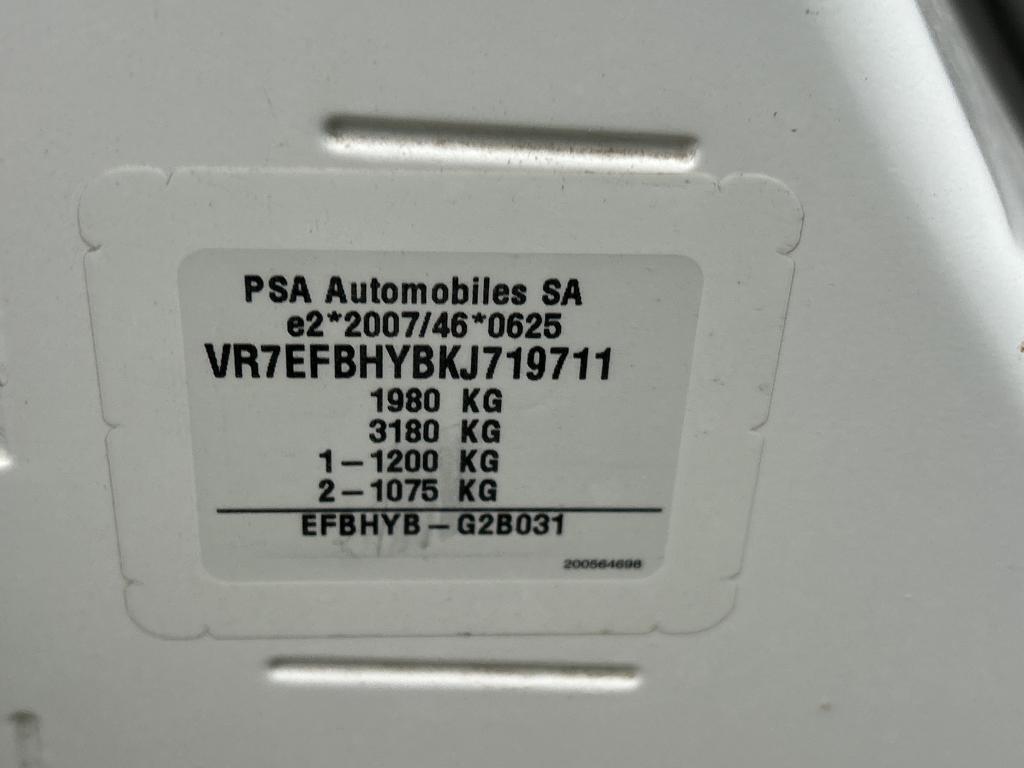 PSA Automobiles SA
e2*2007/46*0625
VR7EFBHYBKJ719711
1980 KG
3180 KG
1-1200 KG
2-1075 KG
EFBHYB-G2B031
200564698